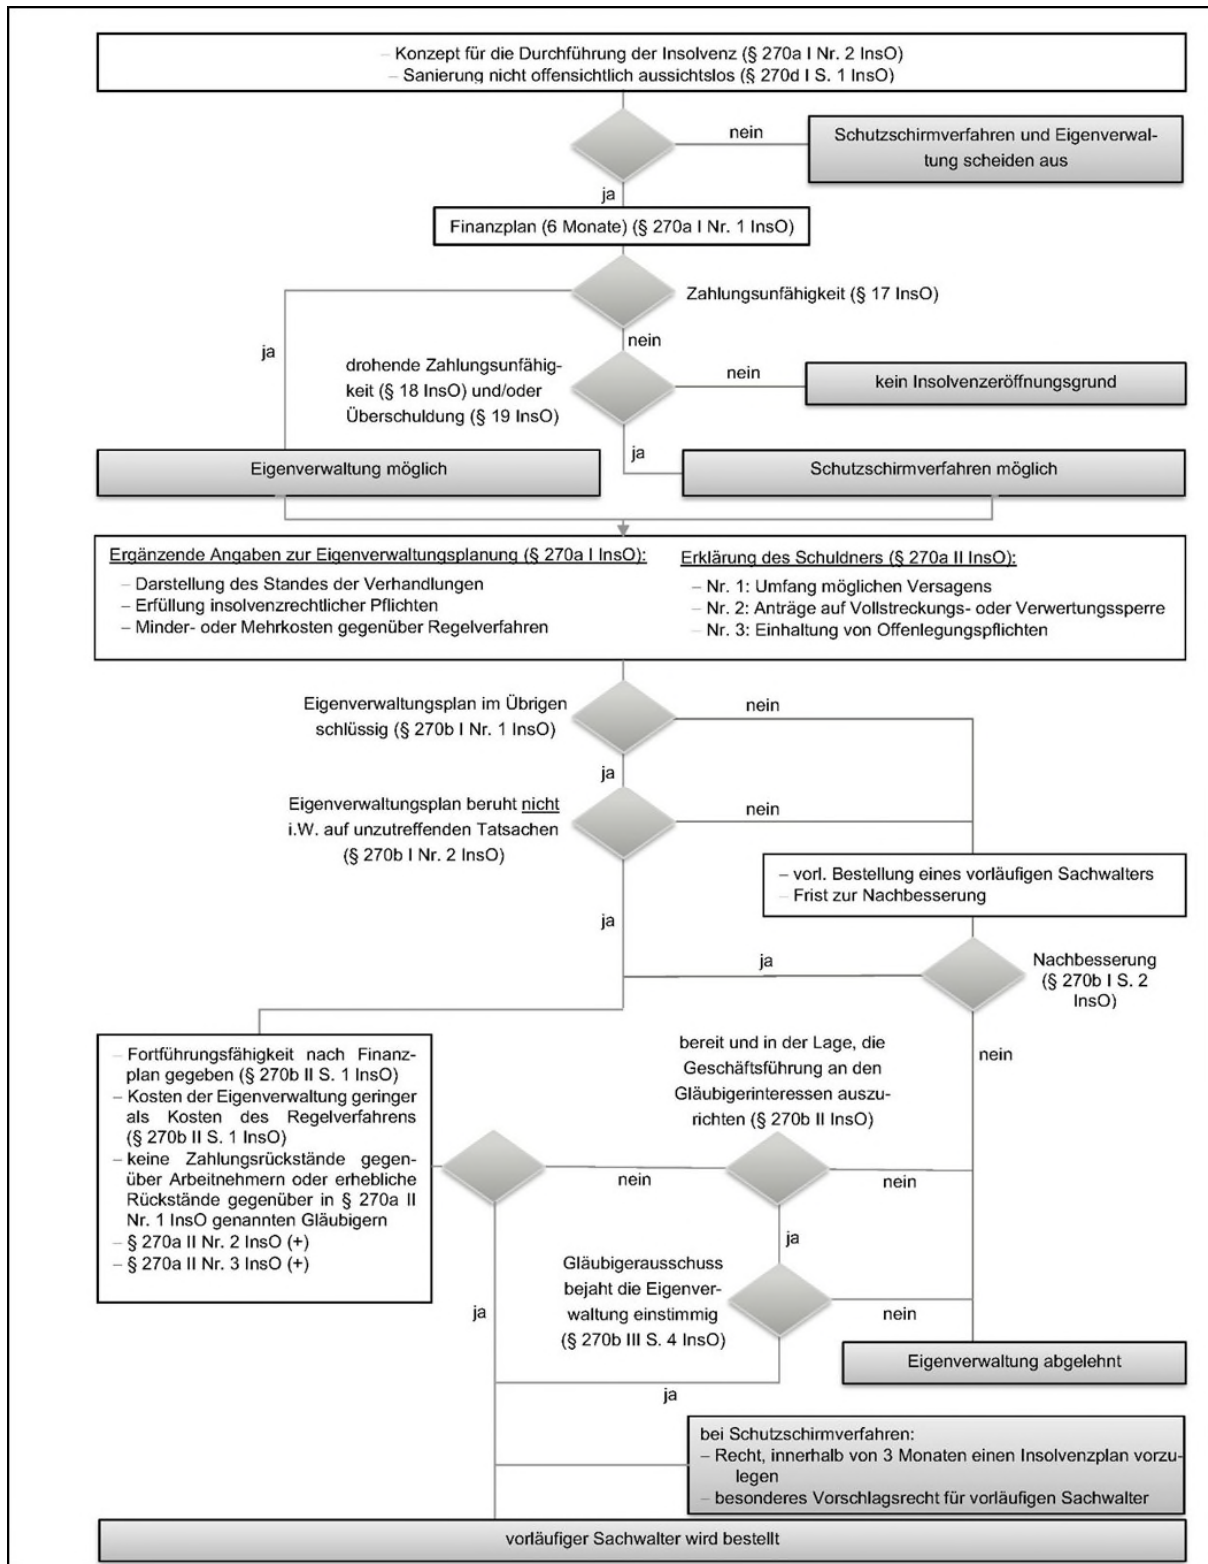 – Konzept für die Durchführung der Insolvenz (§ 270a I Nr. 2 InsO)
– Sanierung nicht offensichtlich aussichtslos (§ 270d I S. 1 InsO)
nein
Schutzschirmverfahren und Eigenverwal-
tung scheiden aus
ja
Finanzplan (6 Monate) (§ 270a I Nr. 1 InsO)
Zahlungsunfähigkeit (§ 17 InsO)
ja
nein
drohende Zahlungsunfähig-
keit (§ 18 InsO) und/oder
Überschuldung (§ 19 InsO)
nein
kein Insolvenzeröffnungsgrund
ja
Eigenverwaltung möglich
Schutzschirmverfahren möglich
Ergänzende Angaben zur Eigenverwaltungsplanung (§ 270a I InsO):
– Darstellung des Standes der Verhandlungen
– Erfüllung insolvenzrechtlicher Pflichten
– Minder- oder Mehrkosten gegenüber Regelverfahren
Erklärung des Schuldners (§ 270a II InsO):
– Nr. 1: Umfang möglichen Versagens
– Nr. 2: Anträge auf Vollstreckungs- oder Verwertungssperre
– Nr. 3: Einhaltung von Offenlegungspflichten
Eigenverwaltungsplan im Übrigen
schlüssig (§ 270b I Nr. 1 InsO)
nein
ja
Eigenverwaltungsplan beruht nicht
i.W. auf unzutreffenden Tatsachen
(§ 270b I Nr. 2 InsO)
nein
– vorl. Bestellung eines vorläufigen Sachwalters
– Frist zur Nachbesserung
ja
ja
Nachbesserung
(§ 270b I S. 2
InsO)
nein
– Fortführungsfähigkeit nach Finanz-
plan gegeben (§ 270b II S. 1 InsO)
– Kosten der Eigenverwaltung geringer
als Kosten des Regelverfahrens
(§ 270b II S. 1 InsO)
– keine Zahlungsrückstände gegen-
über Arbeitnehmern oder erhebliche
Rückstände gegenüber in § 270a II
Nr. 1 InsO genannten Gläubigern
– § 270a II Nr. 2 InsO (+)
– § 270a II Nr. 3 InsO (+)
bereit und in der Lage, die
Geschäftsführung an den
Gläubigerinteressen auszu-
richten (§ 270b II InsO)
nein
nein
ja
Gläubigerausschuss
bejaht die Eigenver-
waltung einstimmig
(§ 270b III S. 4 InsO)
ja
nein
Eigenverwaltung abgelehnt
ja
bei Schutzschirmverfahren:
– Recht, innerhalb von 3 Monaten einen Insolvenzplan vorzu-
legen
– besonderes Vorschlagsrecht für vorläufigen Sachwalter
vorläufiger Sachwalter wird bestellt